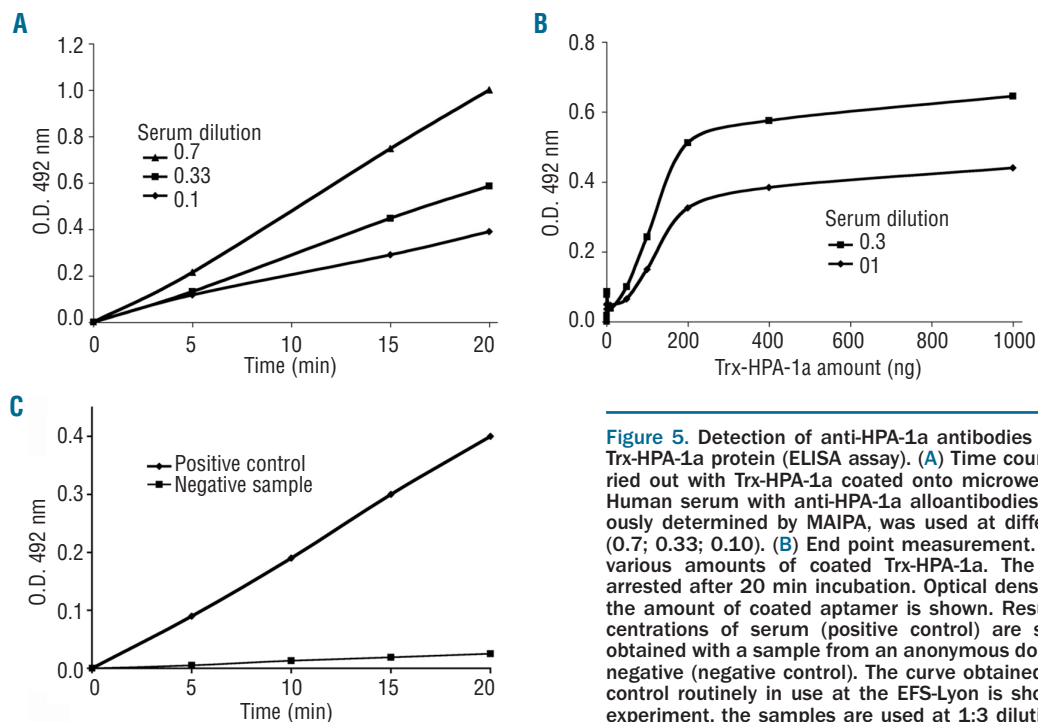 A
1.2
1.0
0.8
0.6
0.4
0.2
0.0
O.D. 492 nm
Serum dilution
0.7
0.33
0.1
0 5 10 15 20
Time (min)
B
0.8
0.6
0.4
0.2
0.0
O.D. 492 nm
Serum dilution
0.3
01
0 200 400 600 800 1000
Trx-HPA-1a amount (ng)
C
0.4
0.3
0.2
0.1
0.0
O.D. 492 nm
Positive control
Negative sample
0 5 10 15 20
Time (min)
Figure 5. Detection of anti-HPA-1a antibodies
Trx-HPA-1a protein (ELISA assay). (A) Time cour
ried out with Trx-HPA-1a coated onto microwe
Human serum with anti-HPA-1a alloantibodies
ously determined by MAIPA, was used at diffe
(0.7; 0.33; 0.10). (B) End point measurement.
various amounts of coated Trx-HPA-1a. The
arrested after 20 min incubation. Optical dens
the amount of coated aptamer is shown. Resu
centrations of serum (positive control) are s
obtained with a sample from an anonymous do
negative (negative control). The curve obtained
control routinely in use at the EFS-Lyon is sho
experiment, the samples are used at 1:3 diluti